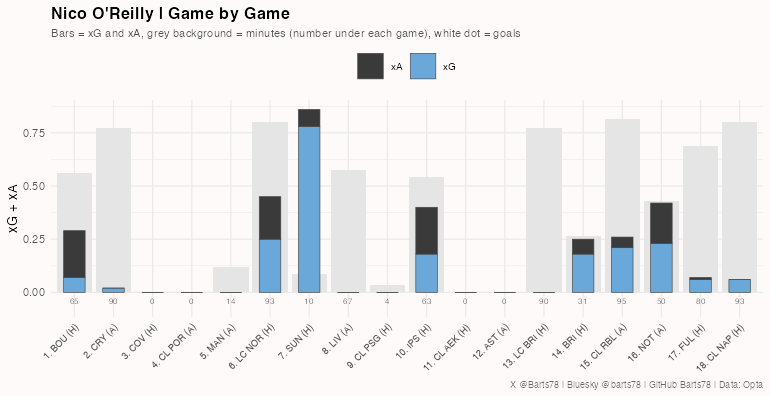 Nico O'Reilly | Game by Game
Bars = xG and xA, grey background = minutes (number under each game), white dot = goals
xA xG
xG + xA
0.75
0.50
0.25
0.00
65 90 0 0 14 93 10 67 4 63 0 0 90 31 95 50 80 93
1. BOU (H)
2. CRY (A)
3. COV (H)
4. CL POR (A)
5. MAN (A)
6. LC NOR (H)
7. SUN (H)
8. LIV (A)
9. CL PSG (H)
10. IPS (H)
11. CL AEK (H)
12. AST (A)
13. LC BRI (H)
14. BRI (H)
15. CL RBL (A)
16. NOT (A)
17. FUL (H)
18. CL NAP (H)
X @Barts78 | Bluesky @barts78 | GitHub Barts78 | Data: Opta